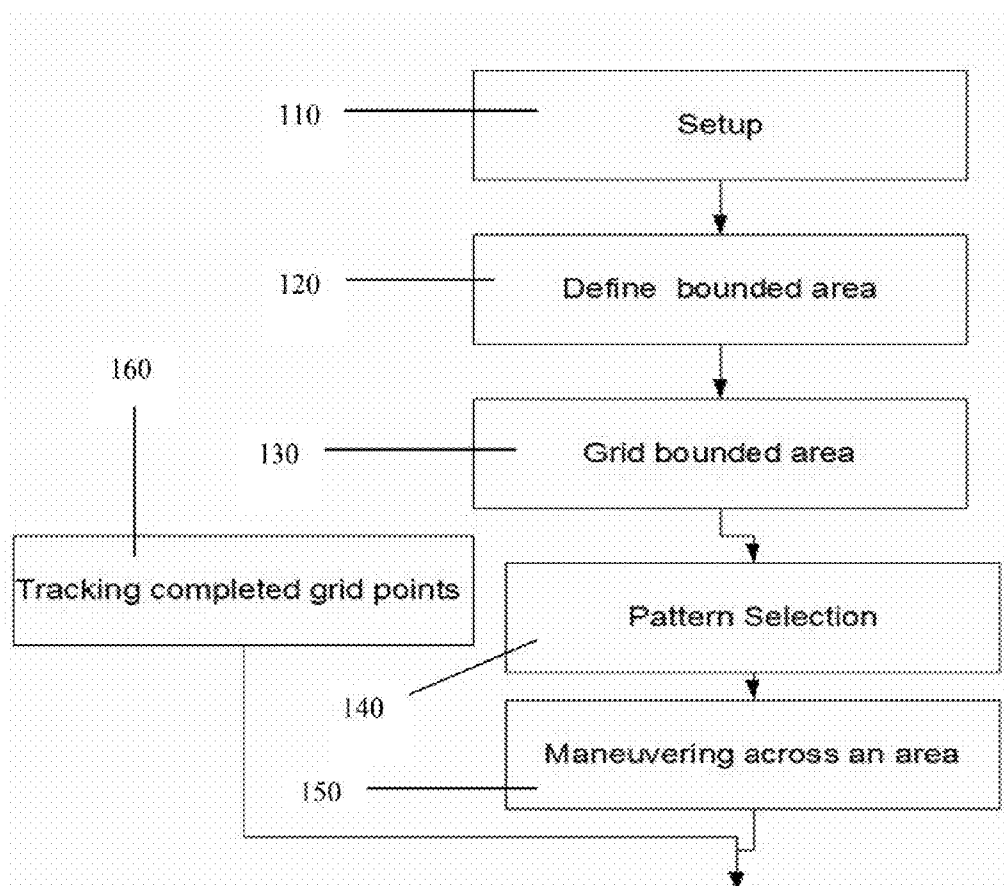 110
Setup
120
Define bounded area
160
130
Grid bounded area
Tracking completed grid points
Pattern Selection
140
Maneuvering across an area
150